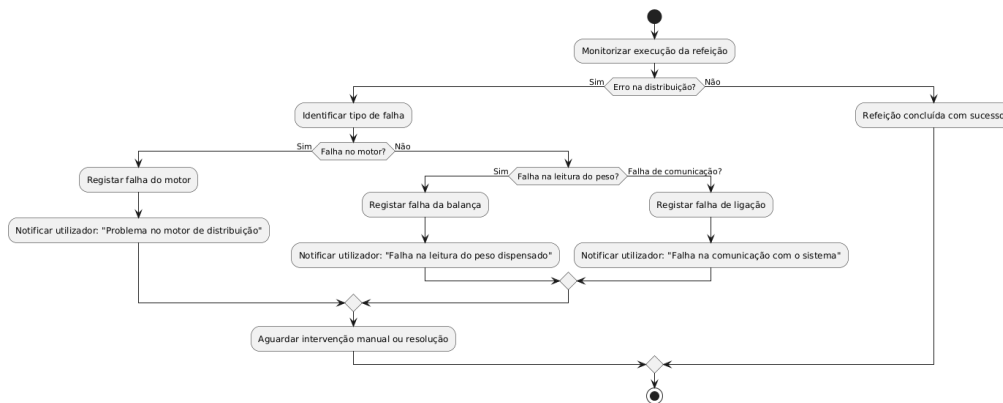 Monitorizar execução da refeição
Sim
Erro na distribuição?
Não
Identificar tipo de falha
Refeição concluída com sucesso
Sim
Falha no motor?
Não
Registar falha do motor
Sim
Falha na leitura do peso?
Falha de comunicação?
Registar falha da balança
Registar falha de ligação
Notificar utilizador: "Problema no motor de distribuição"
Notificar utilizador: "Falha na leitura do peso dispensado"
Notificar utilizador: "Falha na comunicação com o sistema"
Aguardar intervenção manual ou resolução